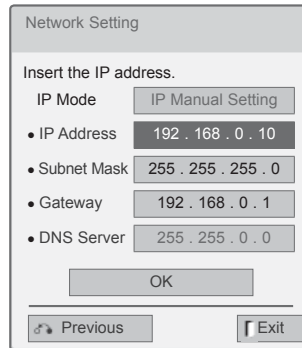 Network Setting
Insert the IP address.
IP Mode IP Manual Setting
• IP Address 192 . 168 . 0 . 10
• Subnet Mask 255 . 255 . 255 . 0
• Gateway 192 . 168 . 0 . 1
• DNS Server 255 . 255 . 0 . 0
OK
Previous Exit